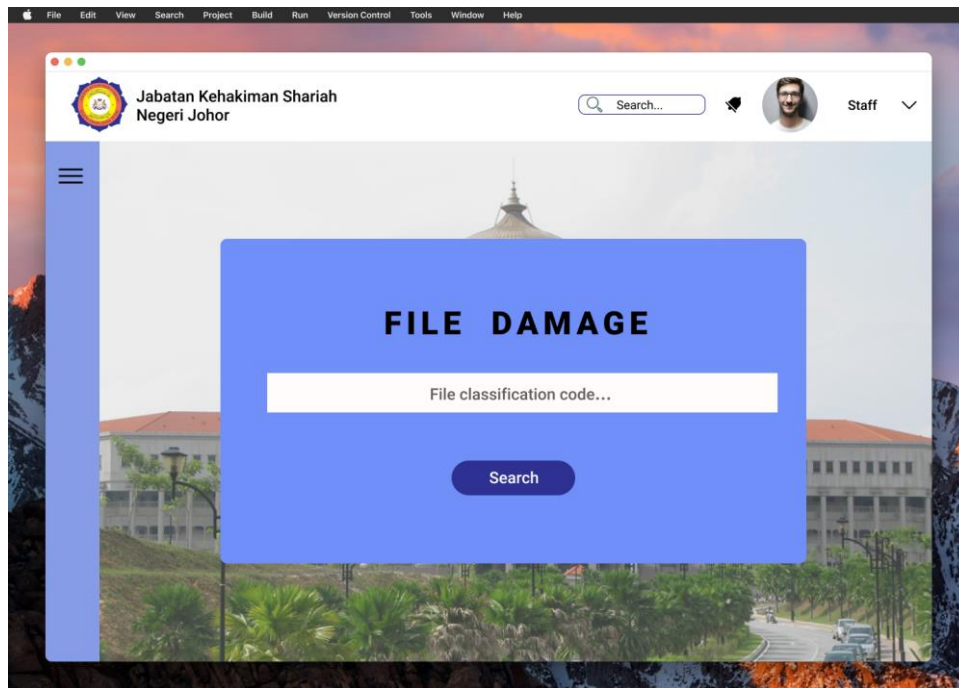 File Edit View Search Project Build Run Version Control Tools Window Help
Jabatan Kehakiman Shariah
Negeri Johor
Search...
Staff
FILE DAMAGE
File classification code...
Search